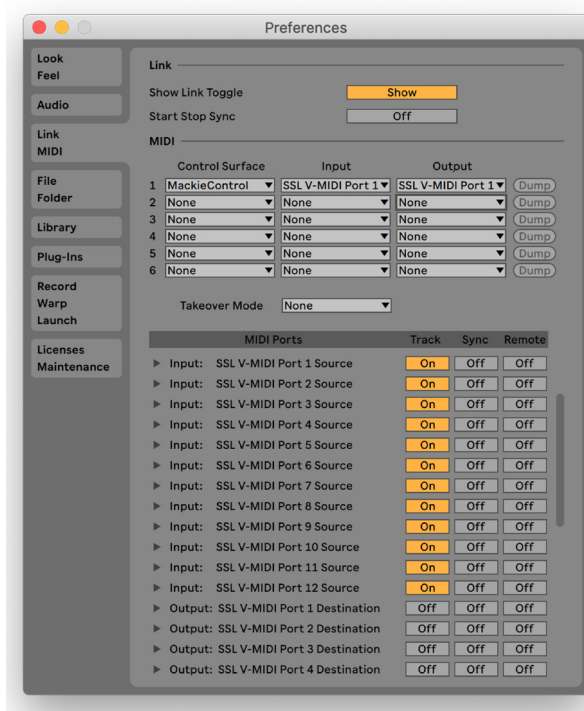 Preferences
Look
Feel
Audio
Link
MIDI
File
Folder
Library
Plug-Ins
Record
Warp
Launch
Licenses
Maintenance
Link
Show Link Toggle Show
Start Stop Sync Off
MIDI
Control Surface Input Output
1 MackieControl SSL V-MIDI Port 1 SSL V-MIDI Port 1 Dump
2 None None None Dump
3 None None None Dump
4 None None None Dump
5 None None None Dump
6 None None None Dump
Takeover Mode None
MIDI Ports Track Sync Remote
Input: SSL V-MIDI Port 1 Source On Off Off
Input: SSL V-MIDI Port 2 Source On Off Off
Input: SSL V-MIDI Port 3 Source On Off Off
Input: SSL V-MIDI Port 4 Source On Off Off
Input: SSL V-MIDI Port 5 Source On Off Off
Input: SSL V-MIDI Port 6 Source On Off Off
Input: SSL V-MIDI Port 7 Source On Off Off
Input: SSL V-MIDI Port 8 Source On Off Off
Input: SSL V-MIDI Port 9 Source On Off Off
Input: SSL V-MIDI Port 10 Source On Off Off
Input: SSL V-MIDI Port 11 Source On Off Off
Input: SSL V-MIDI Port 12 Source On Off Off
Output: SSL V-MIDI Port 1 Destination Off Off Off
Output: SSL V-MIDI Port 2 Destination Off Off Off
Output: SSL V-MIDI Port 3 Destination Off Off Off
Output: SSL V-MIDI Port 4 Destination Off Off Off